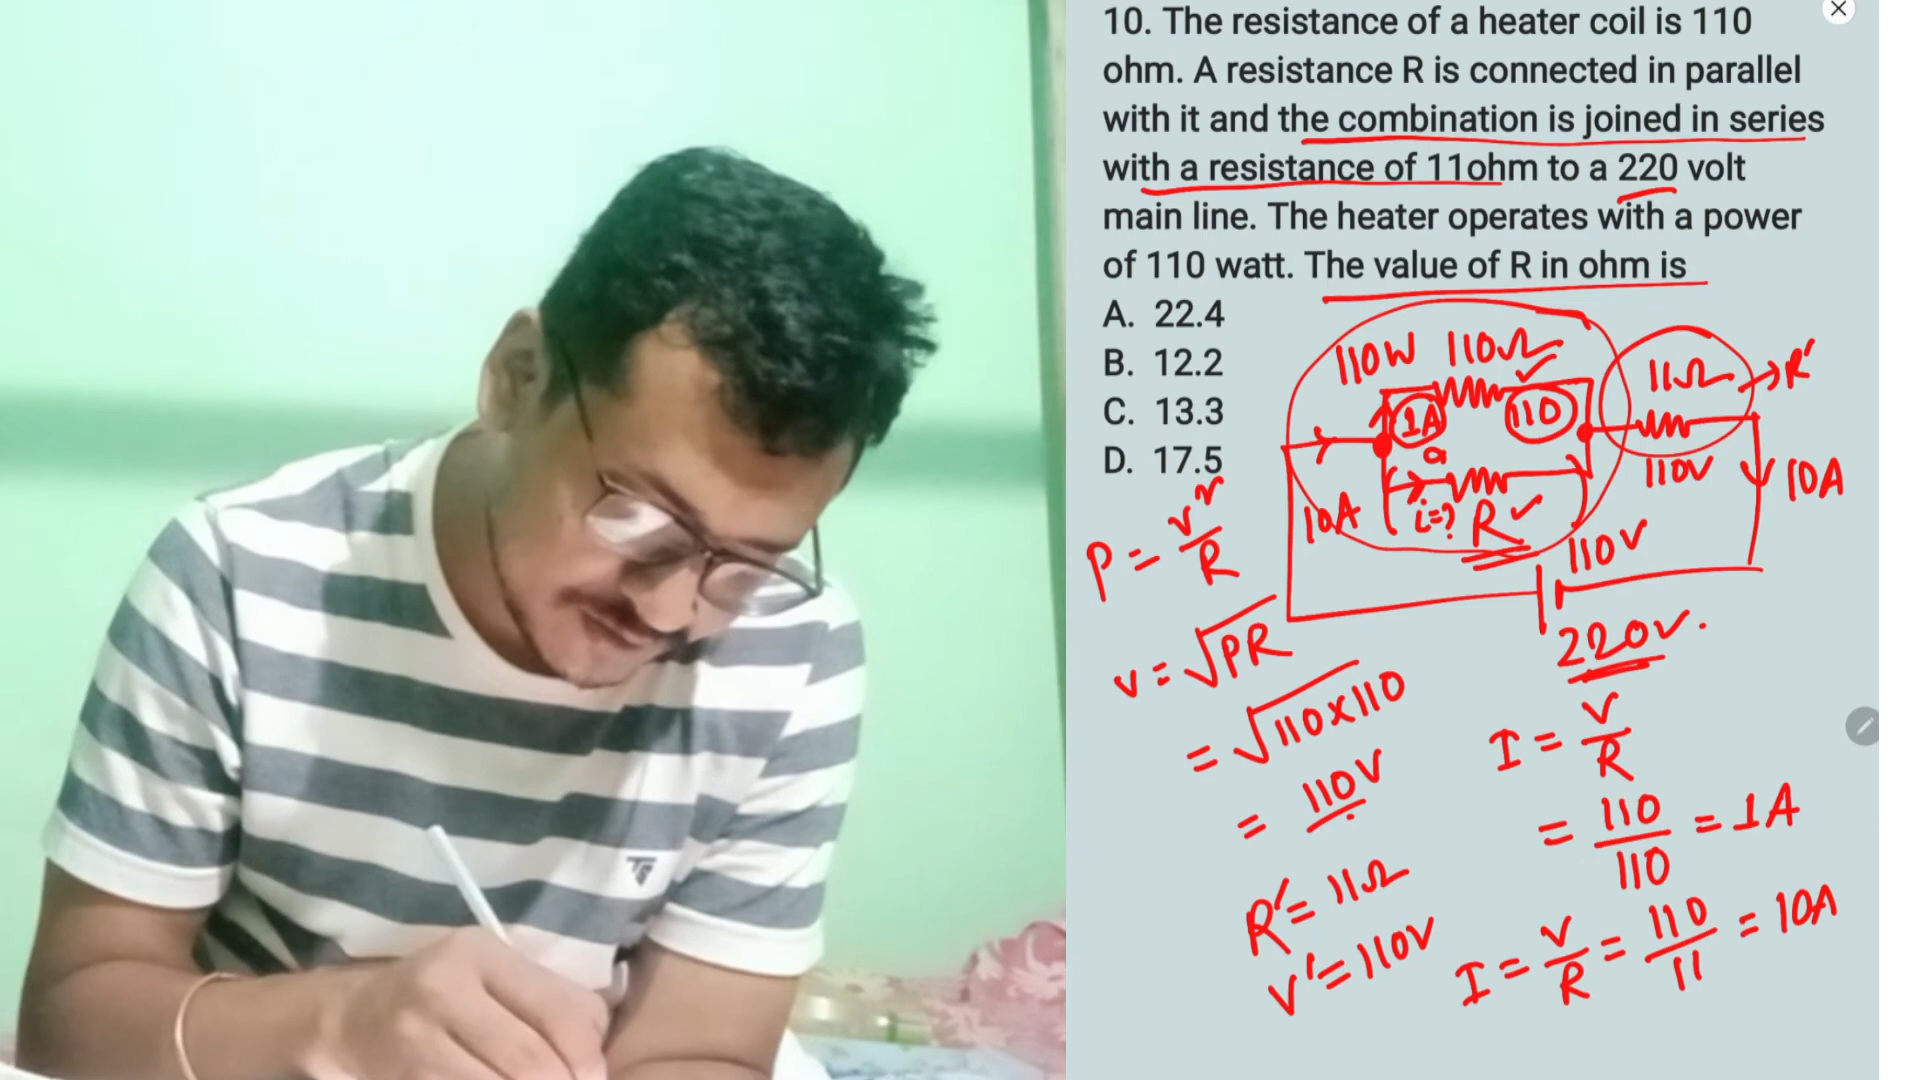 10. The resistance of a heater coil is 110
ohm. A resistance R is connected in parallel
with it and the combination is joined in series
with a resistance of 11ohm to a 220 volt
main line. The heater operates with a power
of 110 watt. The value of R in ohm is
A. 22.4
B. 12.2
C. 13.3
D. 17.5
110W 110Ω
11Ω → R'
1A 110
110V 10A
10A i=? R
110V
220V.
P = V²/R
V = √PR
= √110×110
= 110V
R' = 11Ω
V' = 110V
I = V/R
= 110/110 = 1A
I = V/R = 110/11 = 10A